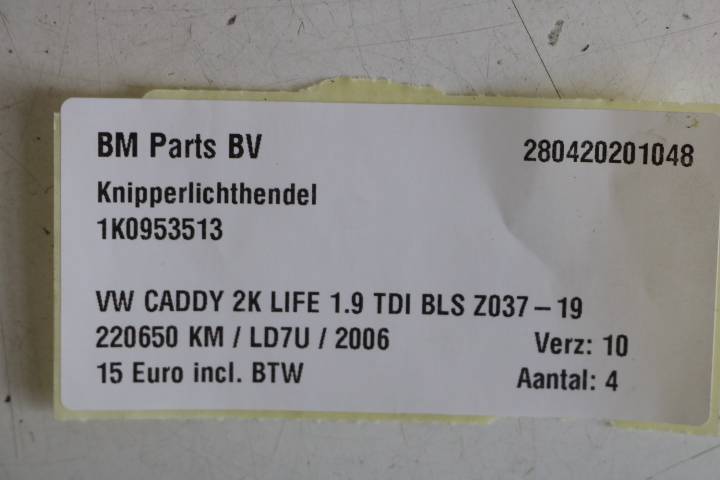 BM Parts BV 280420201048
Knipperlichthendel
1K0953513
VW CADDY 2K LIFE 1.9 TDI BLS Z037 – 19
220650 KM / LD7U / 2006 Verz: 10
15 Euro incl. BTW Aantal: 4